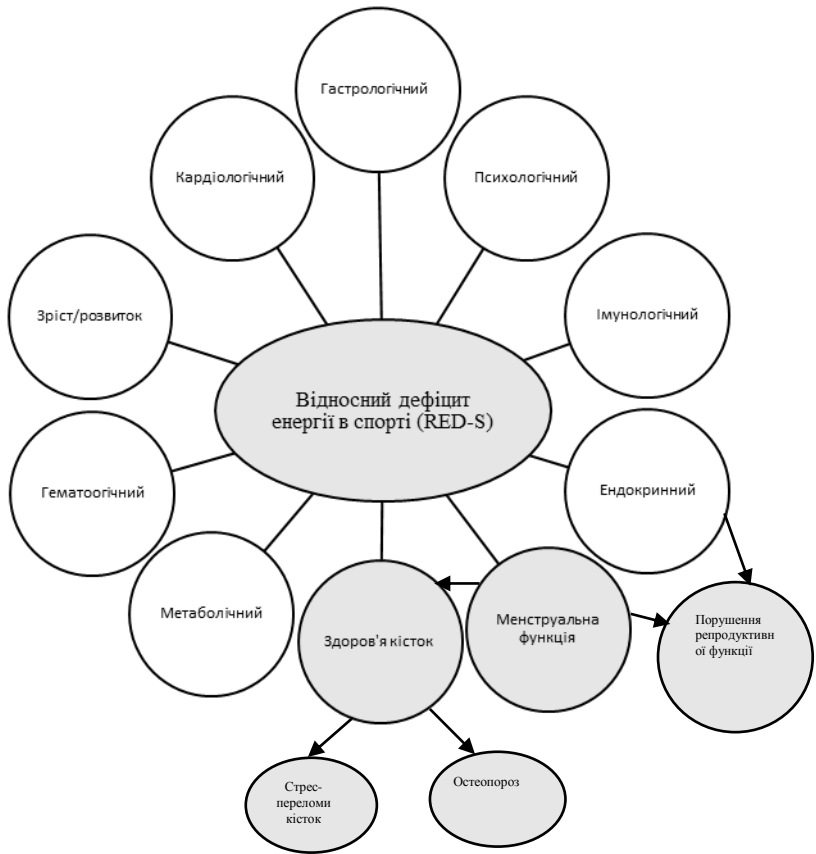 Гастрологічний
Кардіологічний
Психологічний
Зріст/розвиток
Імунологічний
Відносний дефіцит
енергії в спорті (RED-S)
Гематоогічний
Ендокринний
Метаболічний
Здоров'я кісток
Менструальна
функція
Порушення
репродуктивн
ої функції
Стрес-
переломи
кісток
Остеопороз